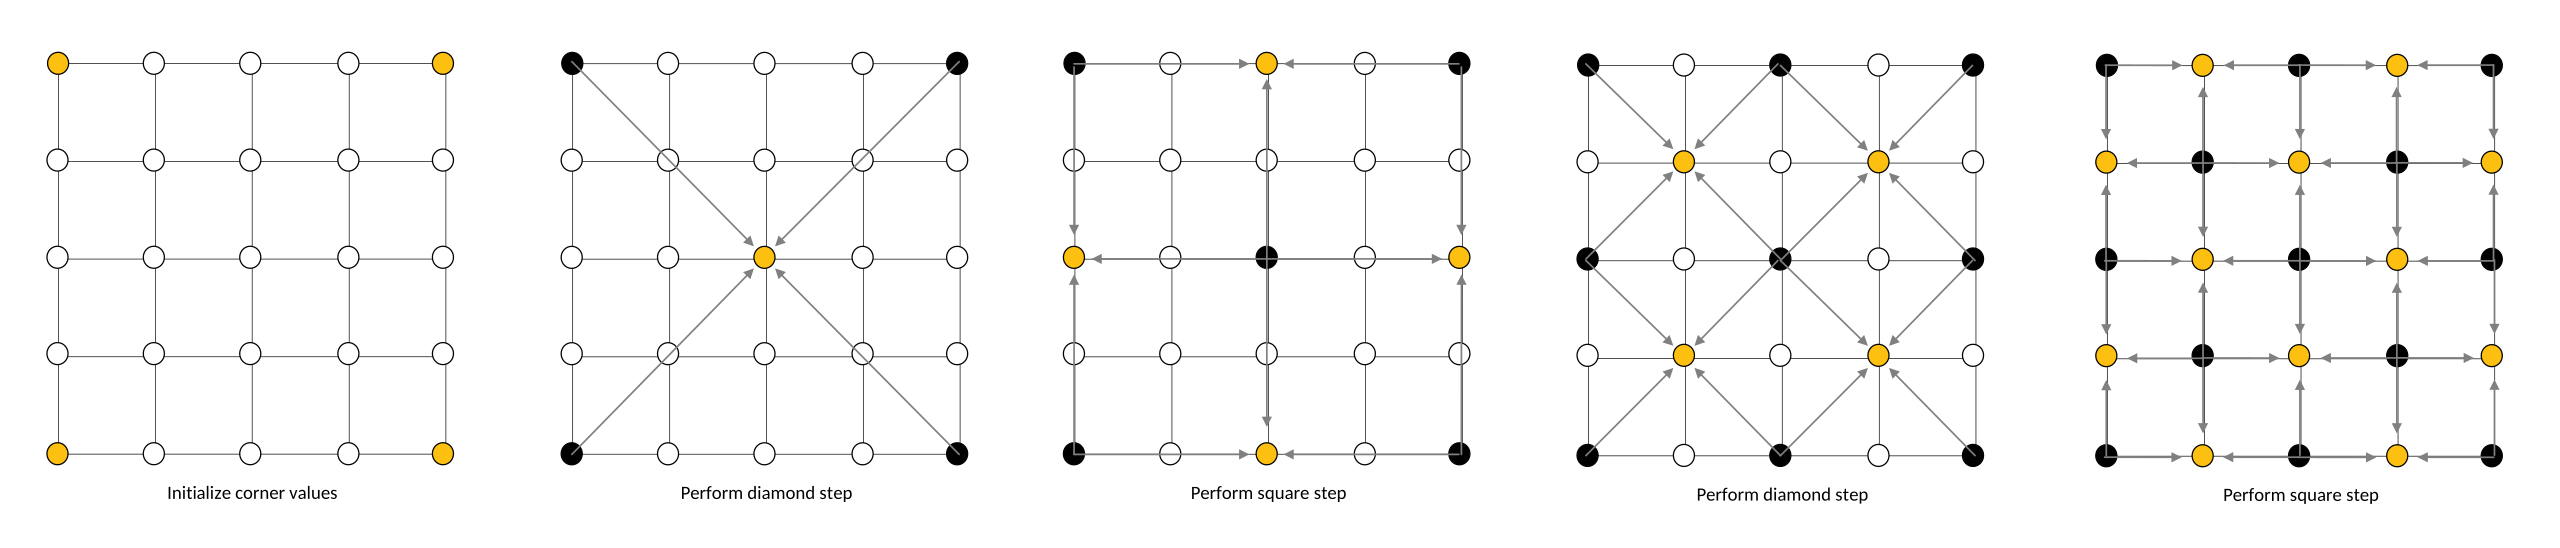 Initialize corner values
Perform diamond step
Perform square step
Perform diamond step
Perform square step